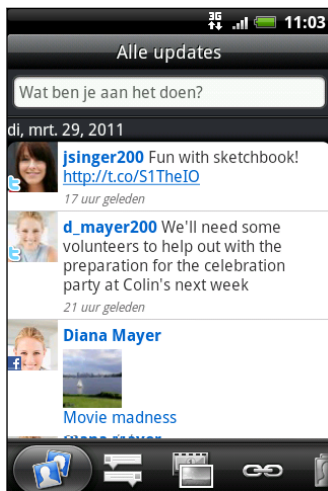 3G 11:03
Alle updates
Wat ben je aan het doen?
di, mrt. 29, 2011
jsinger200 Fun with sketchbook!
http://t.co/S1TheIO
17 uur geleden
d_mayer200 We'll need some
volunteers to help out with the
preparation for the celebration
party at Colin's next week
21 uur geleden
Diana Mayer
Movie madness